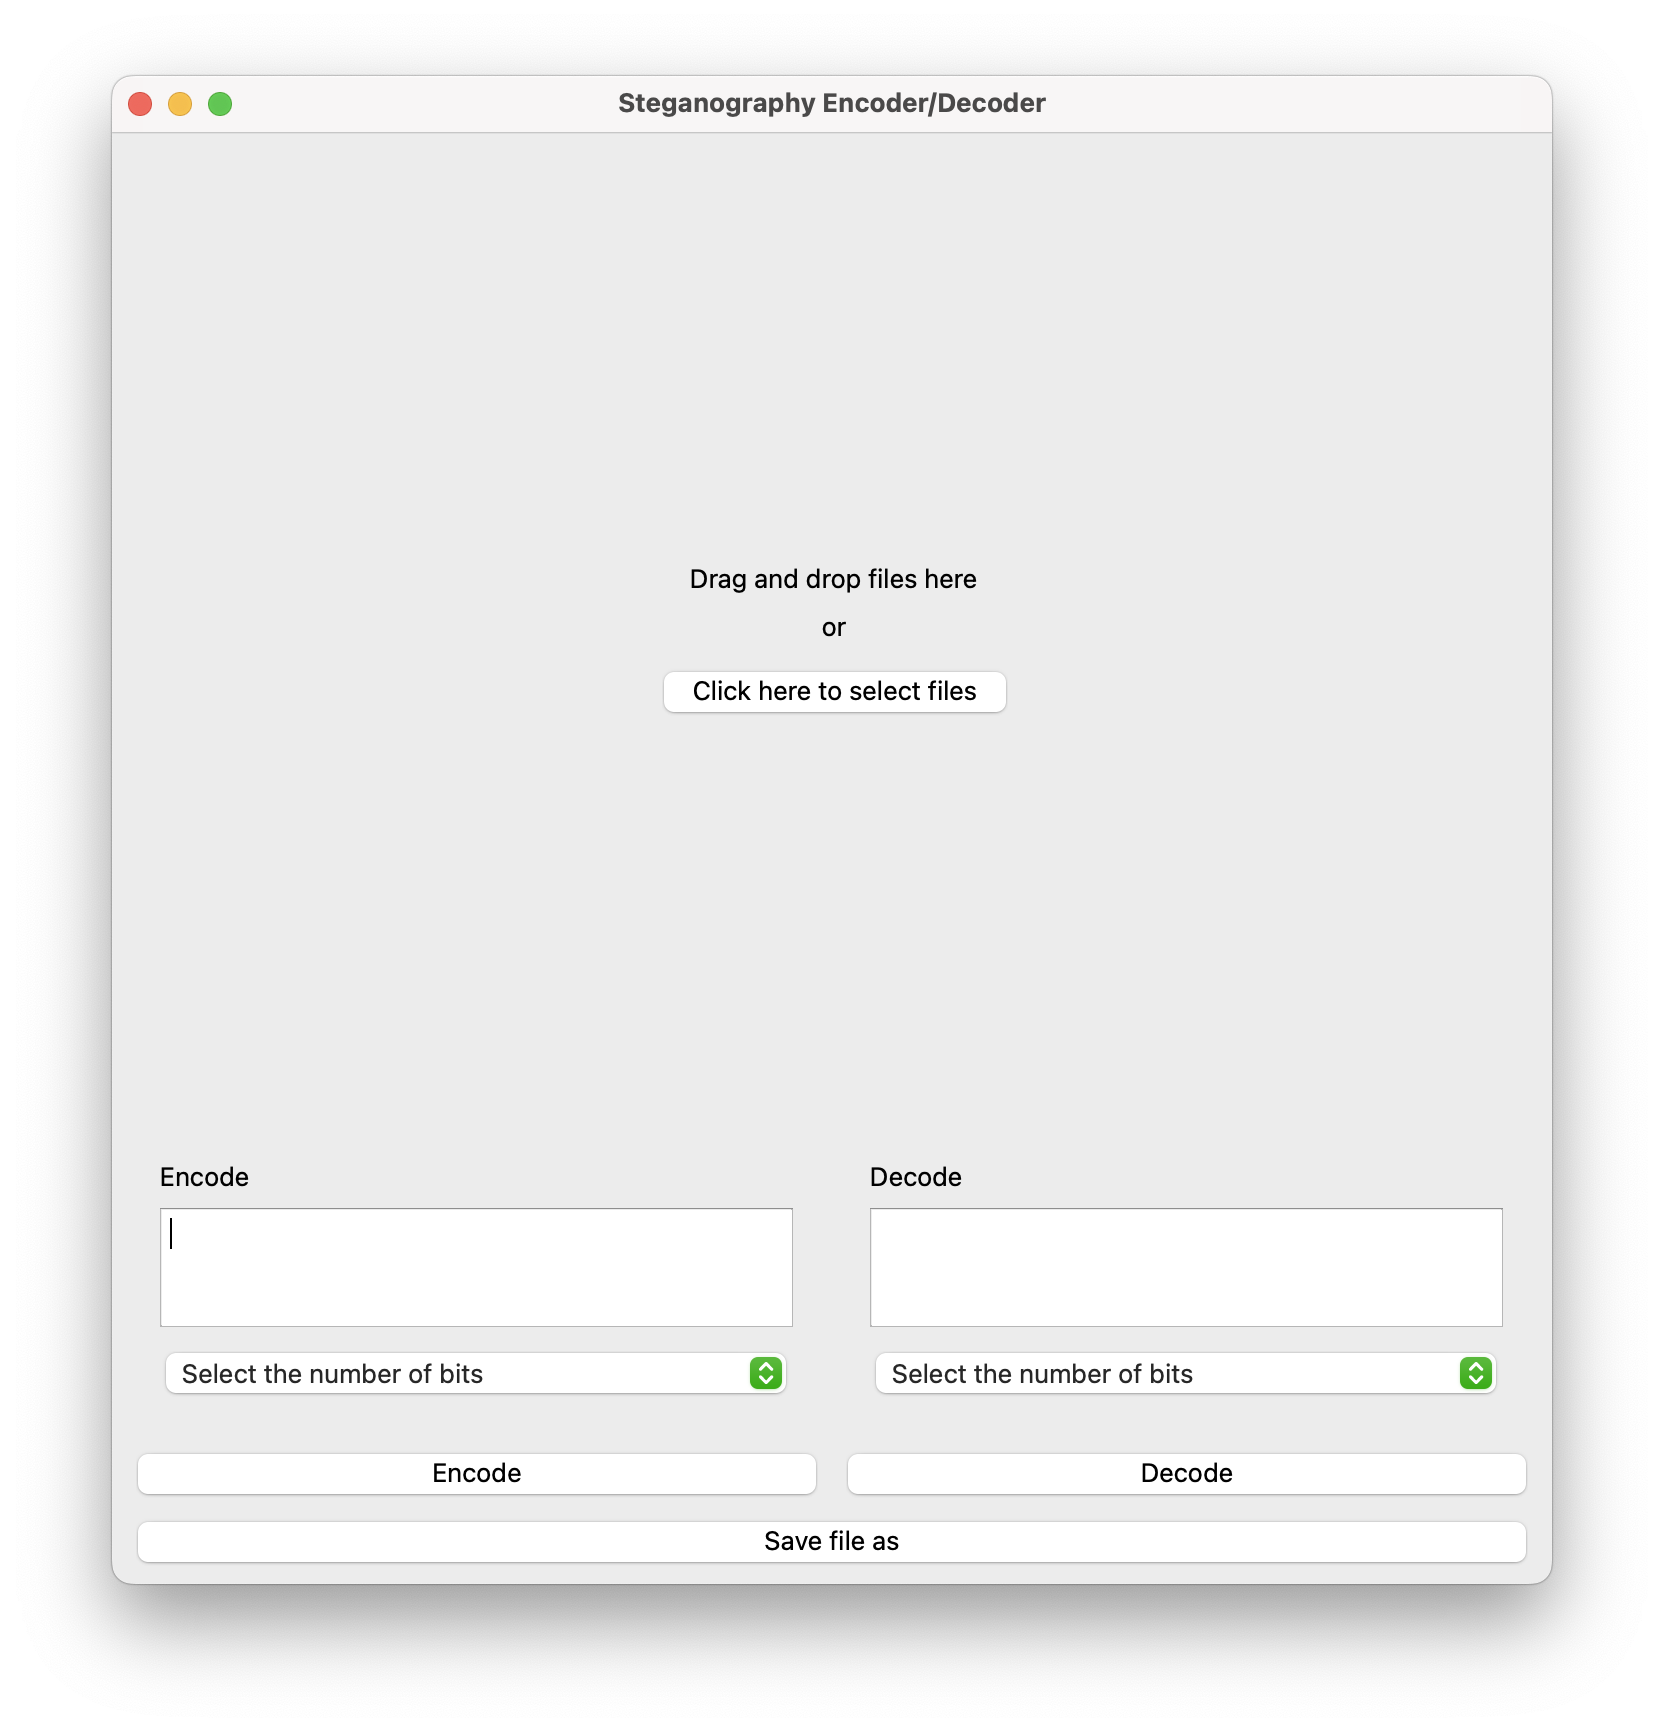 Steganography Encoder/Decoder
Drag and drop files here
or
Click here to select files
Encode
Decode
Select the number of bits
Select the number of bits
Encode
Decode
Save file as